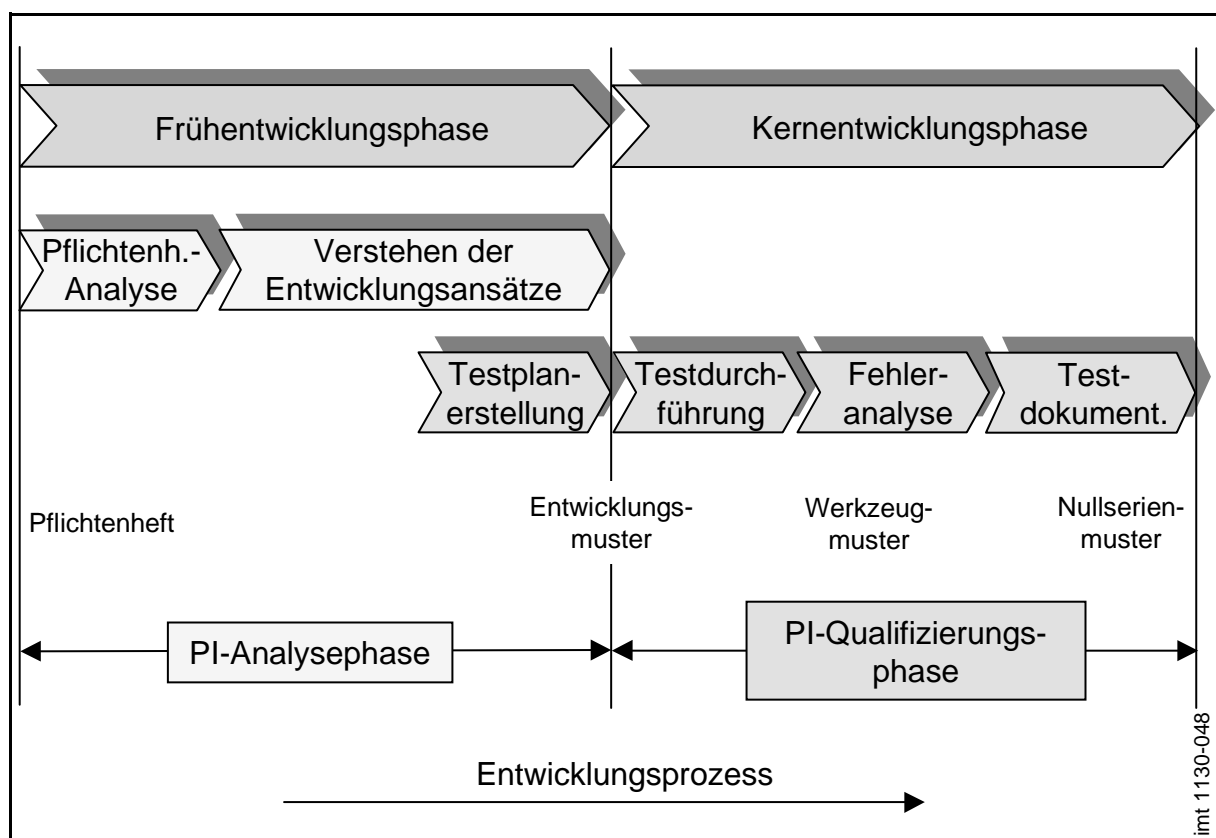 Frühentwicklungsphase
Kernentwicklungsphase
Pflichtenh.-
Analyse
Verstehen der
Entwicklungsansätze
Testplan-
erstellung
Testdurch-
führung
Fehler-
analyse
Test-
dokument.
Pflichtenheft
Entwicklungs-
muster
Werkzeug-
muster
Nullserien-
muster
PI-Analysephase
PI-Qualifizierungs-
phase
Entwicklungsprozess
imt 1130-048